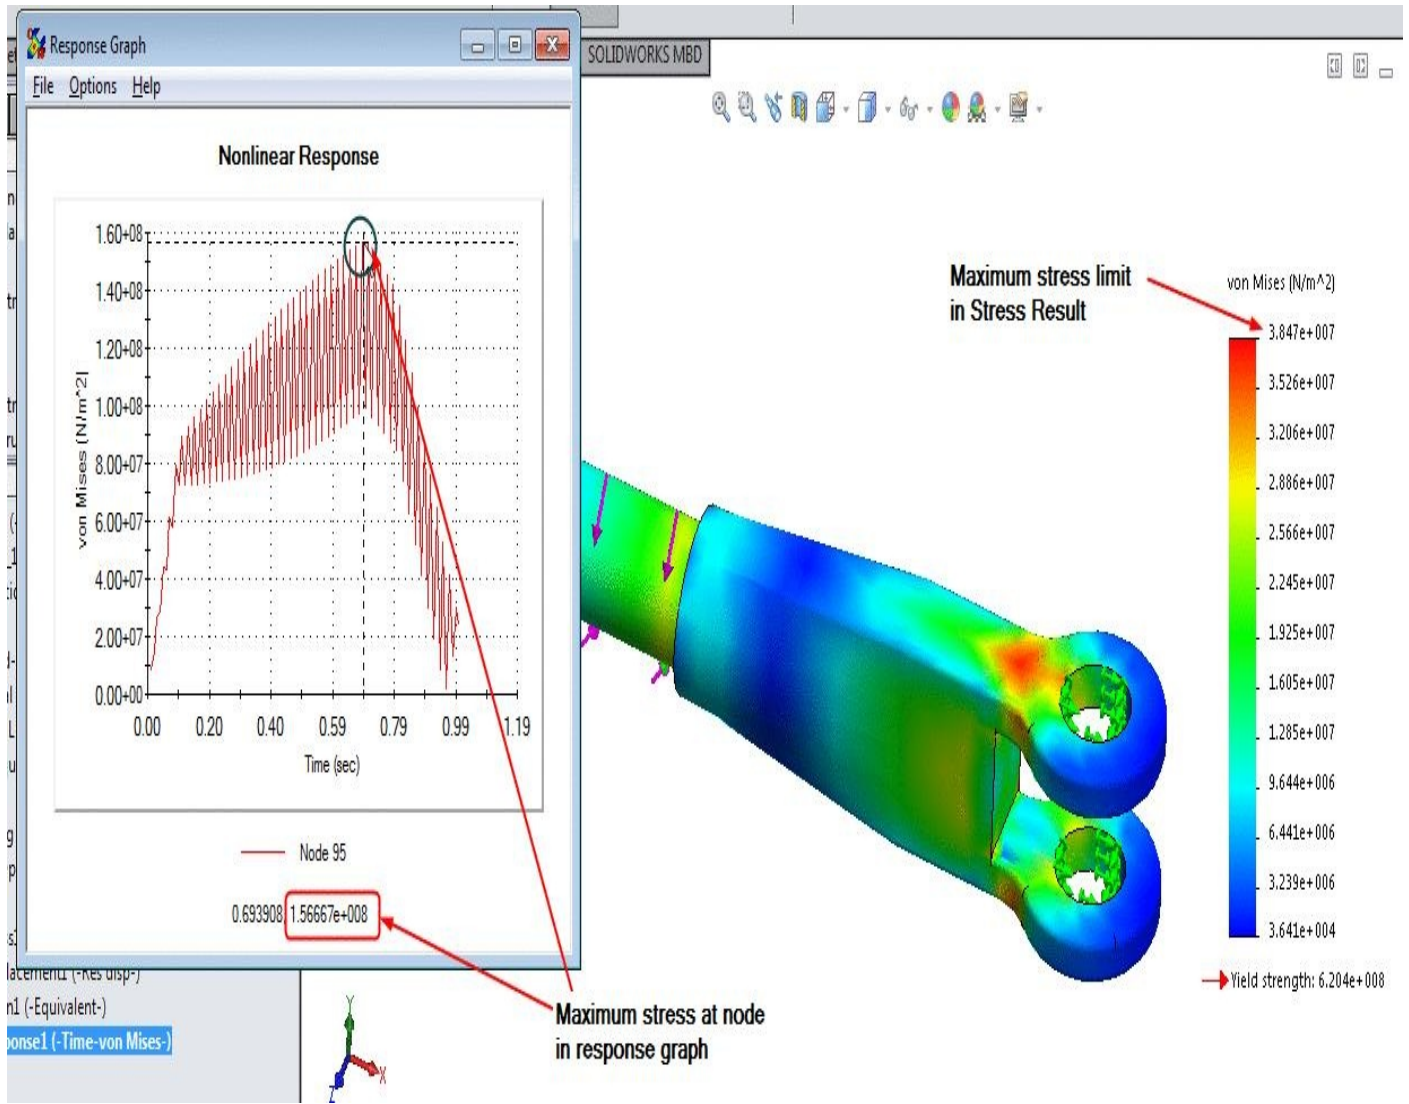 Response Graph
SOLIDWORKS MBD
File Options Help
Nonlinear Response
von Mises (N/m^2)
1.60+08
1.40+08
1.20+08
1.00+08
8.00+07
6.00+07
4.00+07
2.00+07
0.00+00
0.00 0.20 0.40 0.59 0.79 0.99 1.19
Time (sec)
Node 95
0.693908 1.56667e+008
Maximum stress limit
in Stress Result
von Mises (N/m^2)
3.847e+007
3.526e+007
3.206e+007
2.886e+007
2.566e+007
2.245e+007
1.925e+007
1.605e+007
1.285e+007
9.644e+006
6.441e+006
3.239e+006
3.641e+004
Yield strength: 6.204e+008
(-Res disp-)
(-Equivalent-)
(-Time-von Mises-)
Maximum stress at node
in response graph
Y
X